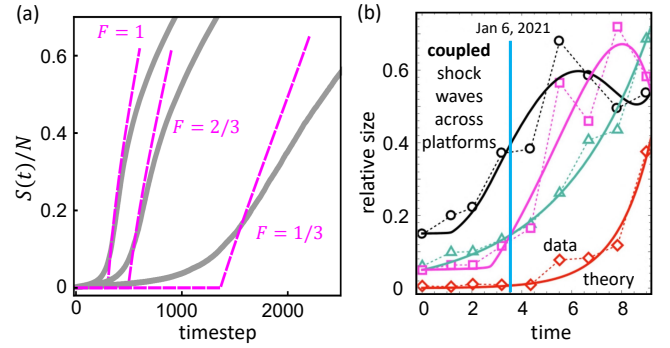 (a)
F = 1
F = 2/3
F = 1/3
S(t)/N
0.6
0.4
0.2
0
0
1000
2000
timestep
(b)
Jan 6, 2021
coupled
shock
waves
across
platforms
data
theory
relative size
0.6
0.4
0.2
0
0
2
4
6
8
time